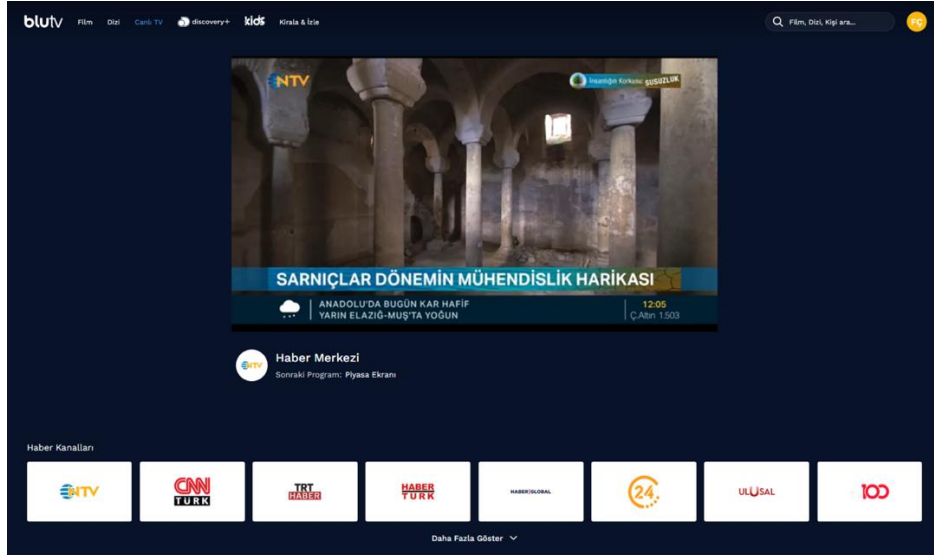 blutv Film Dizi Canlı TV discovery+ kids Kirala & İzle Film, Dizi, Kişi ara... FÇ
NTV İnsanlığın Korkusu: SUSUZLUK
SARNIÇLAR DÖNEMİN MÜHENDİSLİK HARİKASI
ANADOLU'DA BUGÜN KAR HAFİF
YARIN ELAZIĞ-MUŞ'TA YOĞUN
12:05
Ç.Altın 1.503
NTV
Haber Merkezi
Sonraki Program: Piyasa Ekranı
Haber Kanalları
NTV
CNN
TURK
TRT
HABER
HABER
TURK
HABER GLOBAL
24
ULUSAL
100
Daha Fazla Göster